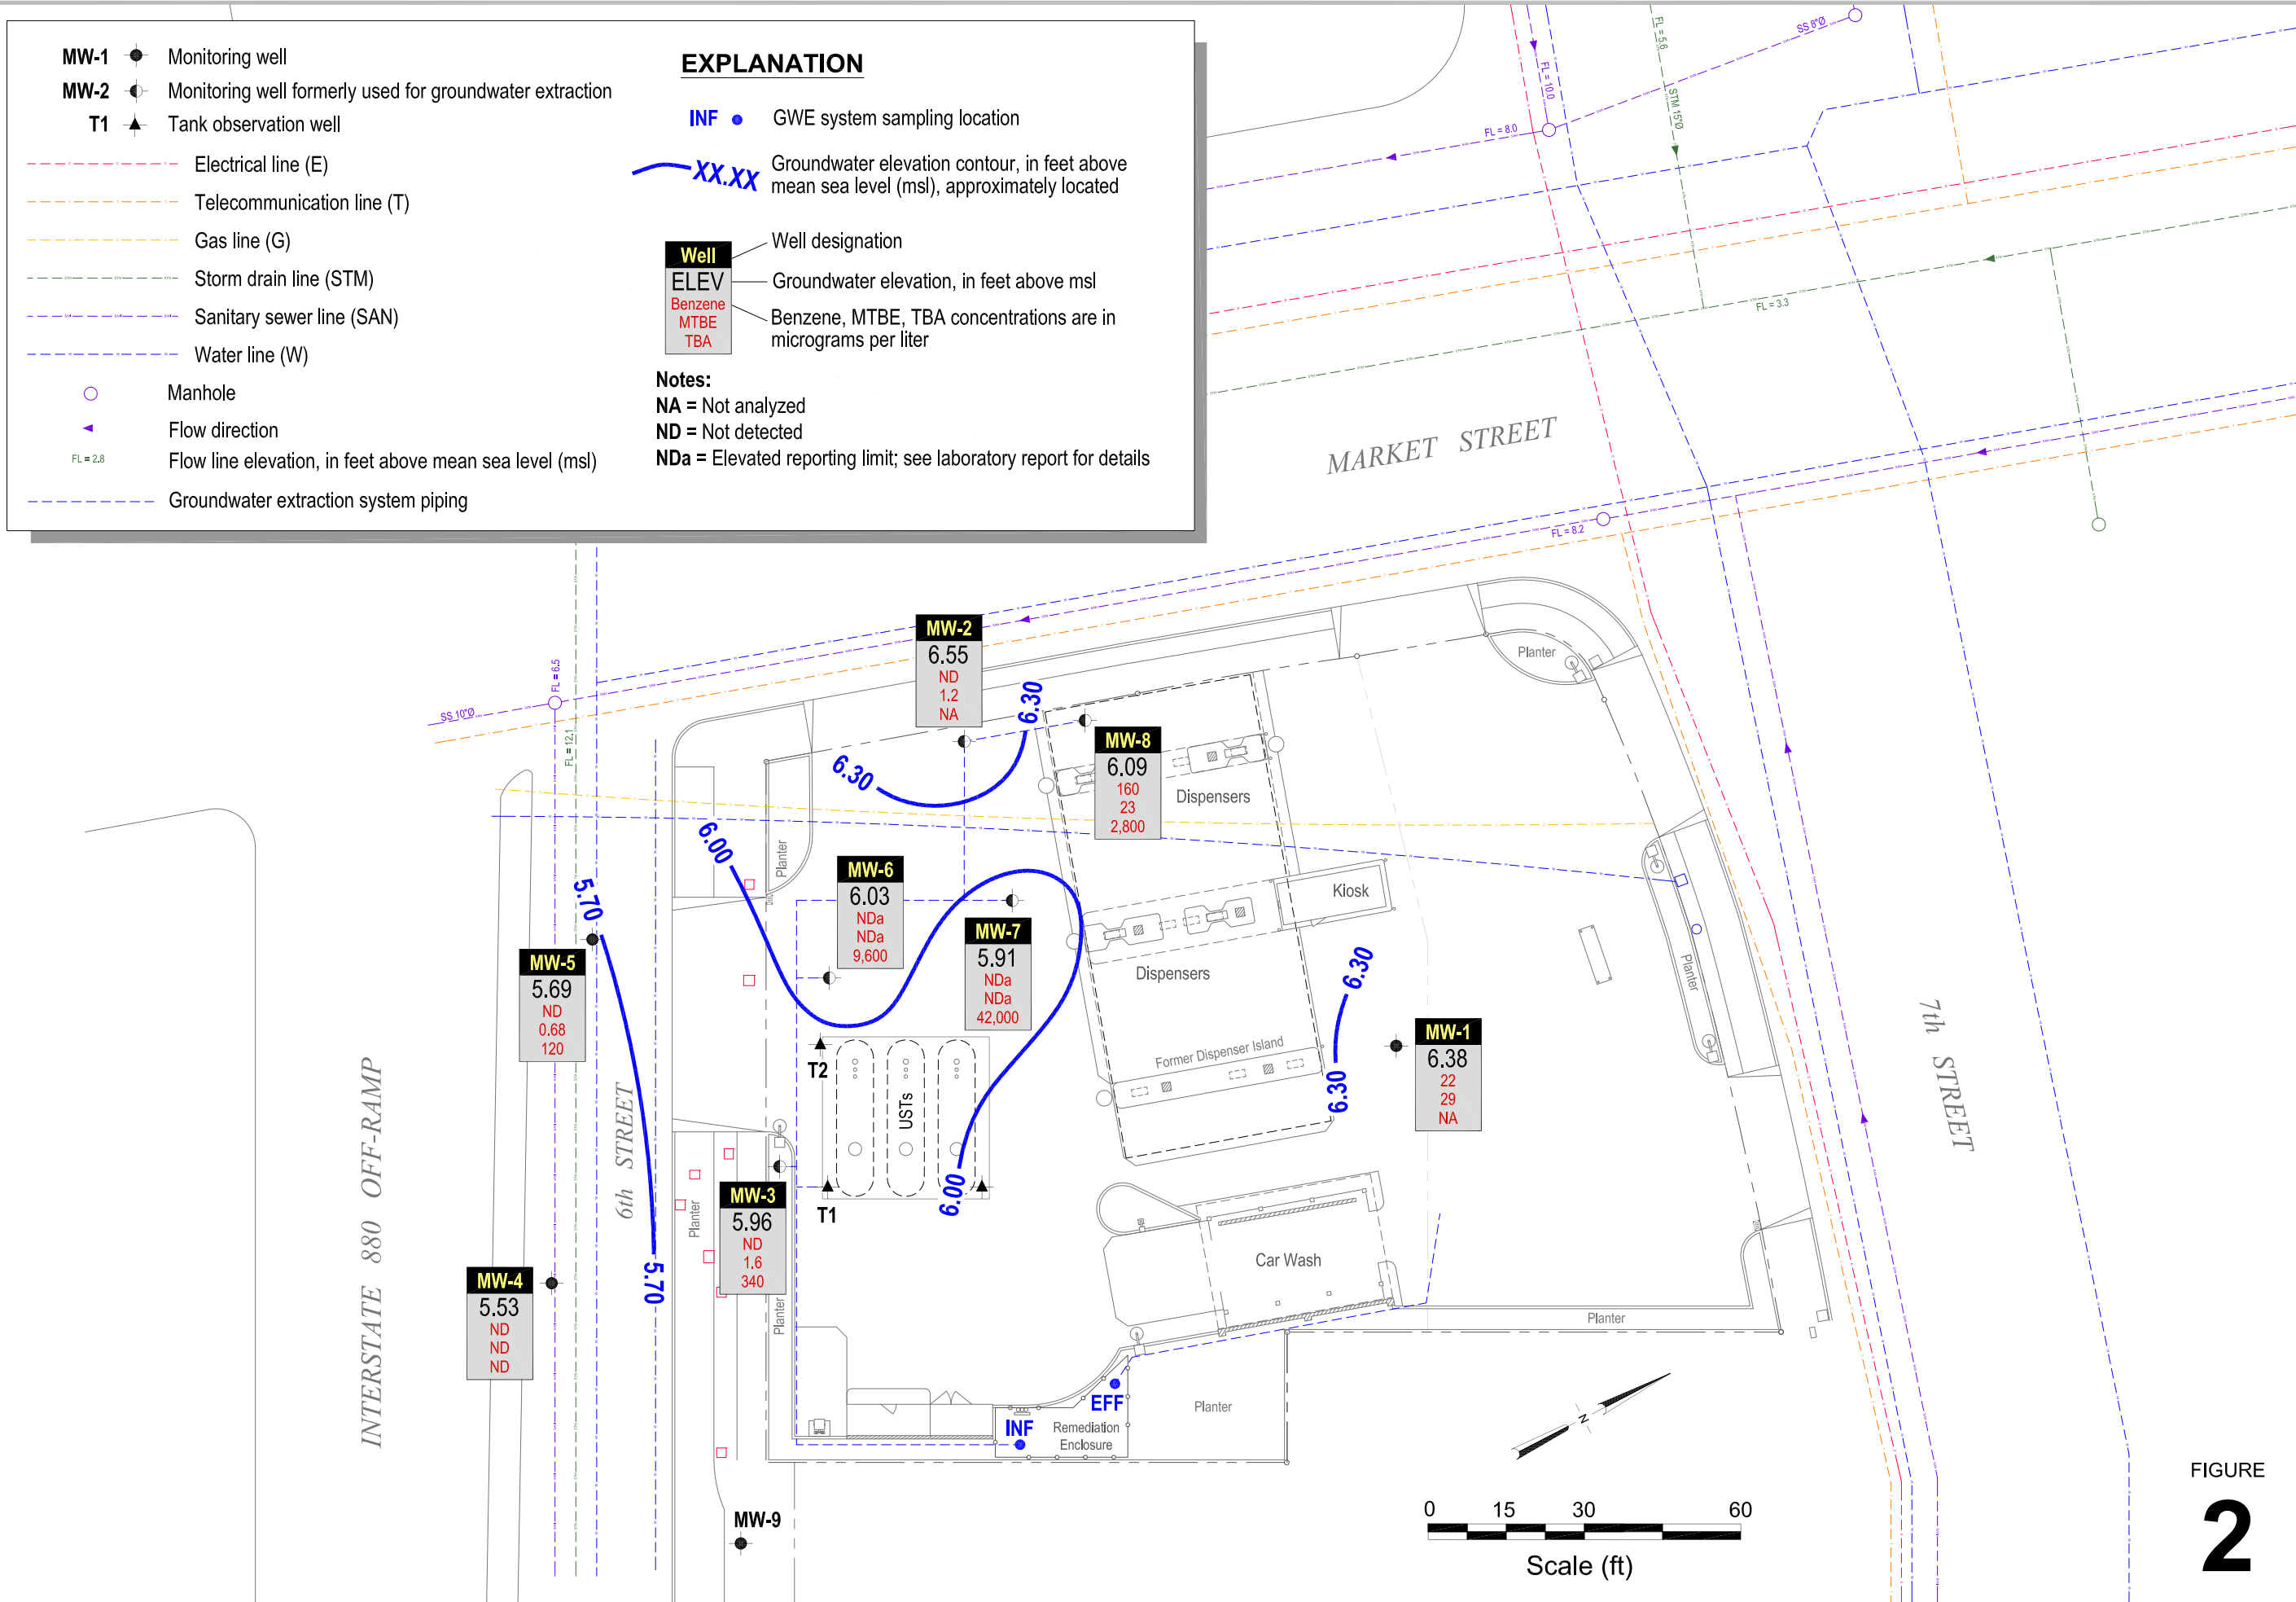 MW-1 Monitoring well
MW-2 Monitoring well formerly used for groundwater extraction
T1 Tank observation well
Electrical line (E)
Telecommunication line (T)
Gas line (G)
Storm drain line (STM)
Sanitary sewer line (SAN)
Water line (W)
Manhole
Flow direction
FL = 2.8 Flow line elevation, in feet above mean sea level (msl)
Groundwater extraction system piping
EXPLANATION
INF GWE system sampling location
XX.XX Groundwater elevation contour, in feet above
mean sea level (msl), approximately located
Well
ELEV
Benzene
MTBE
TBA
Well designation
Groundwater elevation, in feet above msl
Benzene, MTBE, TBA concentrations are in
micrograms per liter
Notes:
NA = Not analyzed
ND = Not detected
NDa = Elevated reporting limit; see laboratory report for details
SS 8"Ø
FL = 5.6
FL = 10.0
STM 15"Ø
FL = 8.0
FL = 3.3
MARKET STREET
FL = 8.2
FL = 6.5
SS 10"Ø
FL = 12.1
MW-2
6.55
ND
1.2
NA
6.30
6.30
MW-8
6.09
160
23
2,800
Dispensers
Planter
Planter
6.00
MW-6
6.03
NDa
NDa
9,600
MW-7
5.91
NDa
NDa
42,000
Kiosk
Dispensers
Planter
5.70
MW-5
5.69
ND
0.68
120
6.30
6.30
MW-1
6.38
22
29
NA
Former Dispenser Island
7th STREET
T2
USTs
T1
6.00
6th STREET
INTERSTATE 880 OFF-RAMP
Planter
MW-3
5.96
ND
1.6
340
Planter
5.70
MW-4
5.53
ND
ND
ND
Car Wash
Planter
EFF
INF
Remediation
Enclosure
Planter
N
MW-9
0 15 30 60
Scale (ft)
FIGURE
2